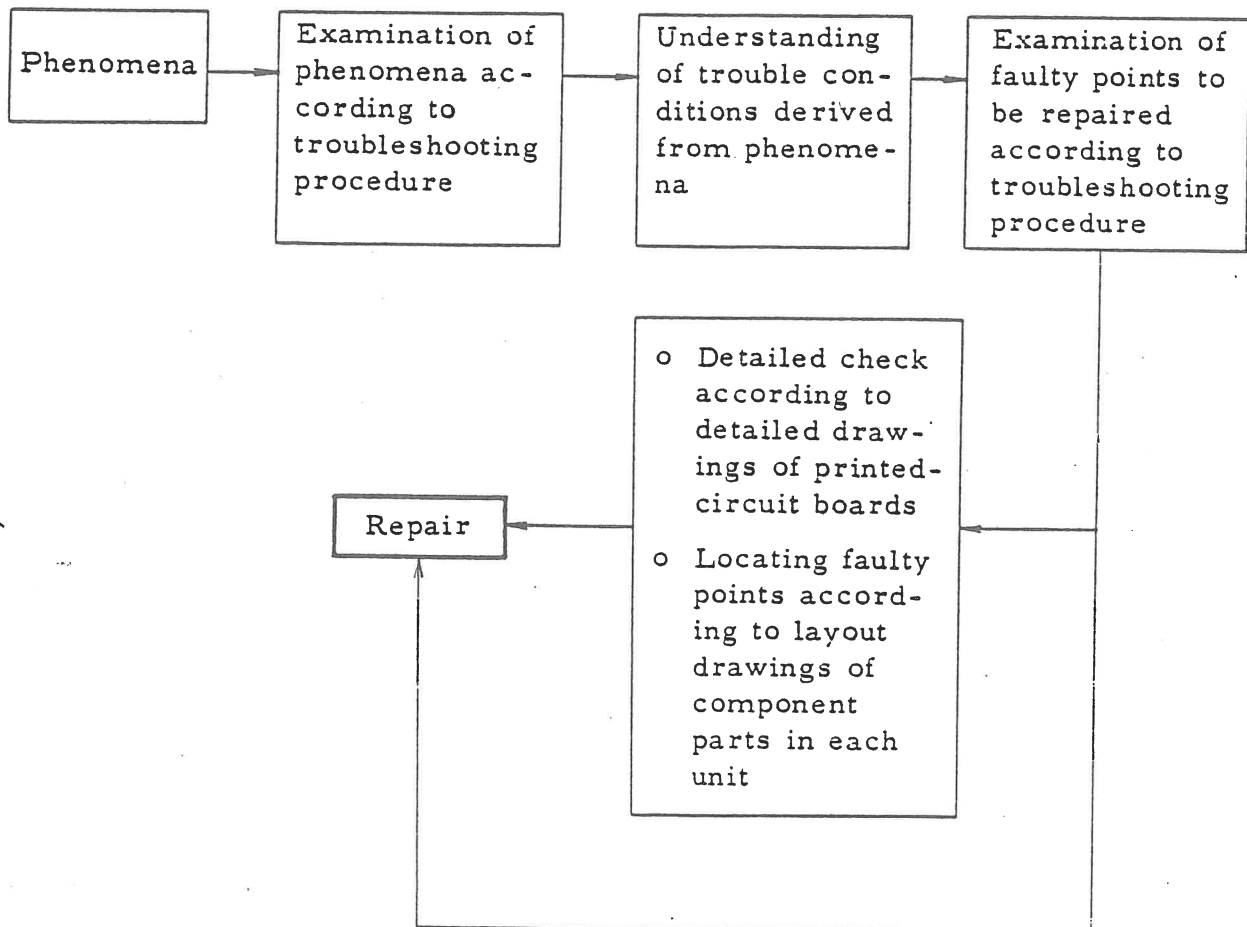 Phenomena
Examination of
phenomena ac-
cording to
troubleshooting
procedure
Understanding
of trouble con-
ditions derived
from phenome-
na
Examination of
faulty points to
be repaired
according to
troubleshooting
procedure
o Detailed check
according to
detailed draw-
ings of printed-
circuit boards
o Locating faulty
points accord-
ing to layout
drawings of
component
parts in each
unit
Repair